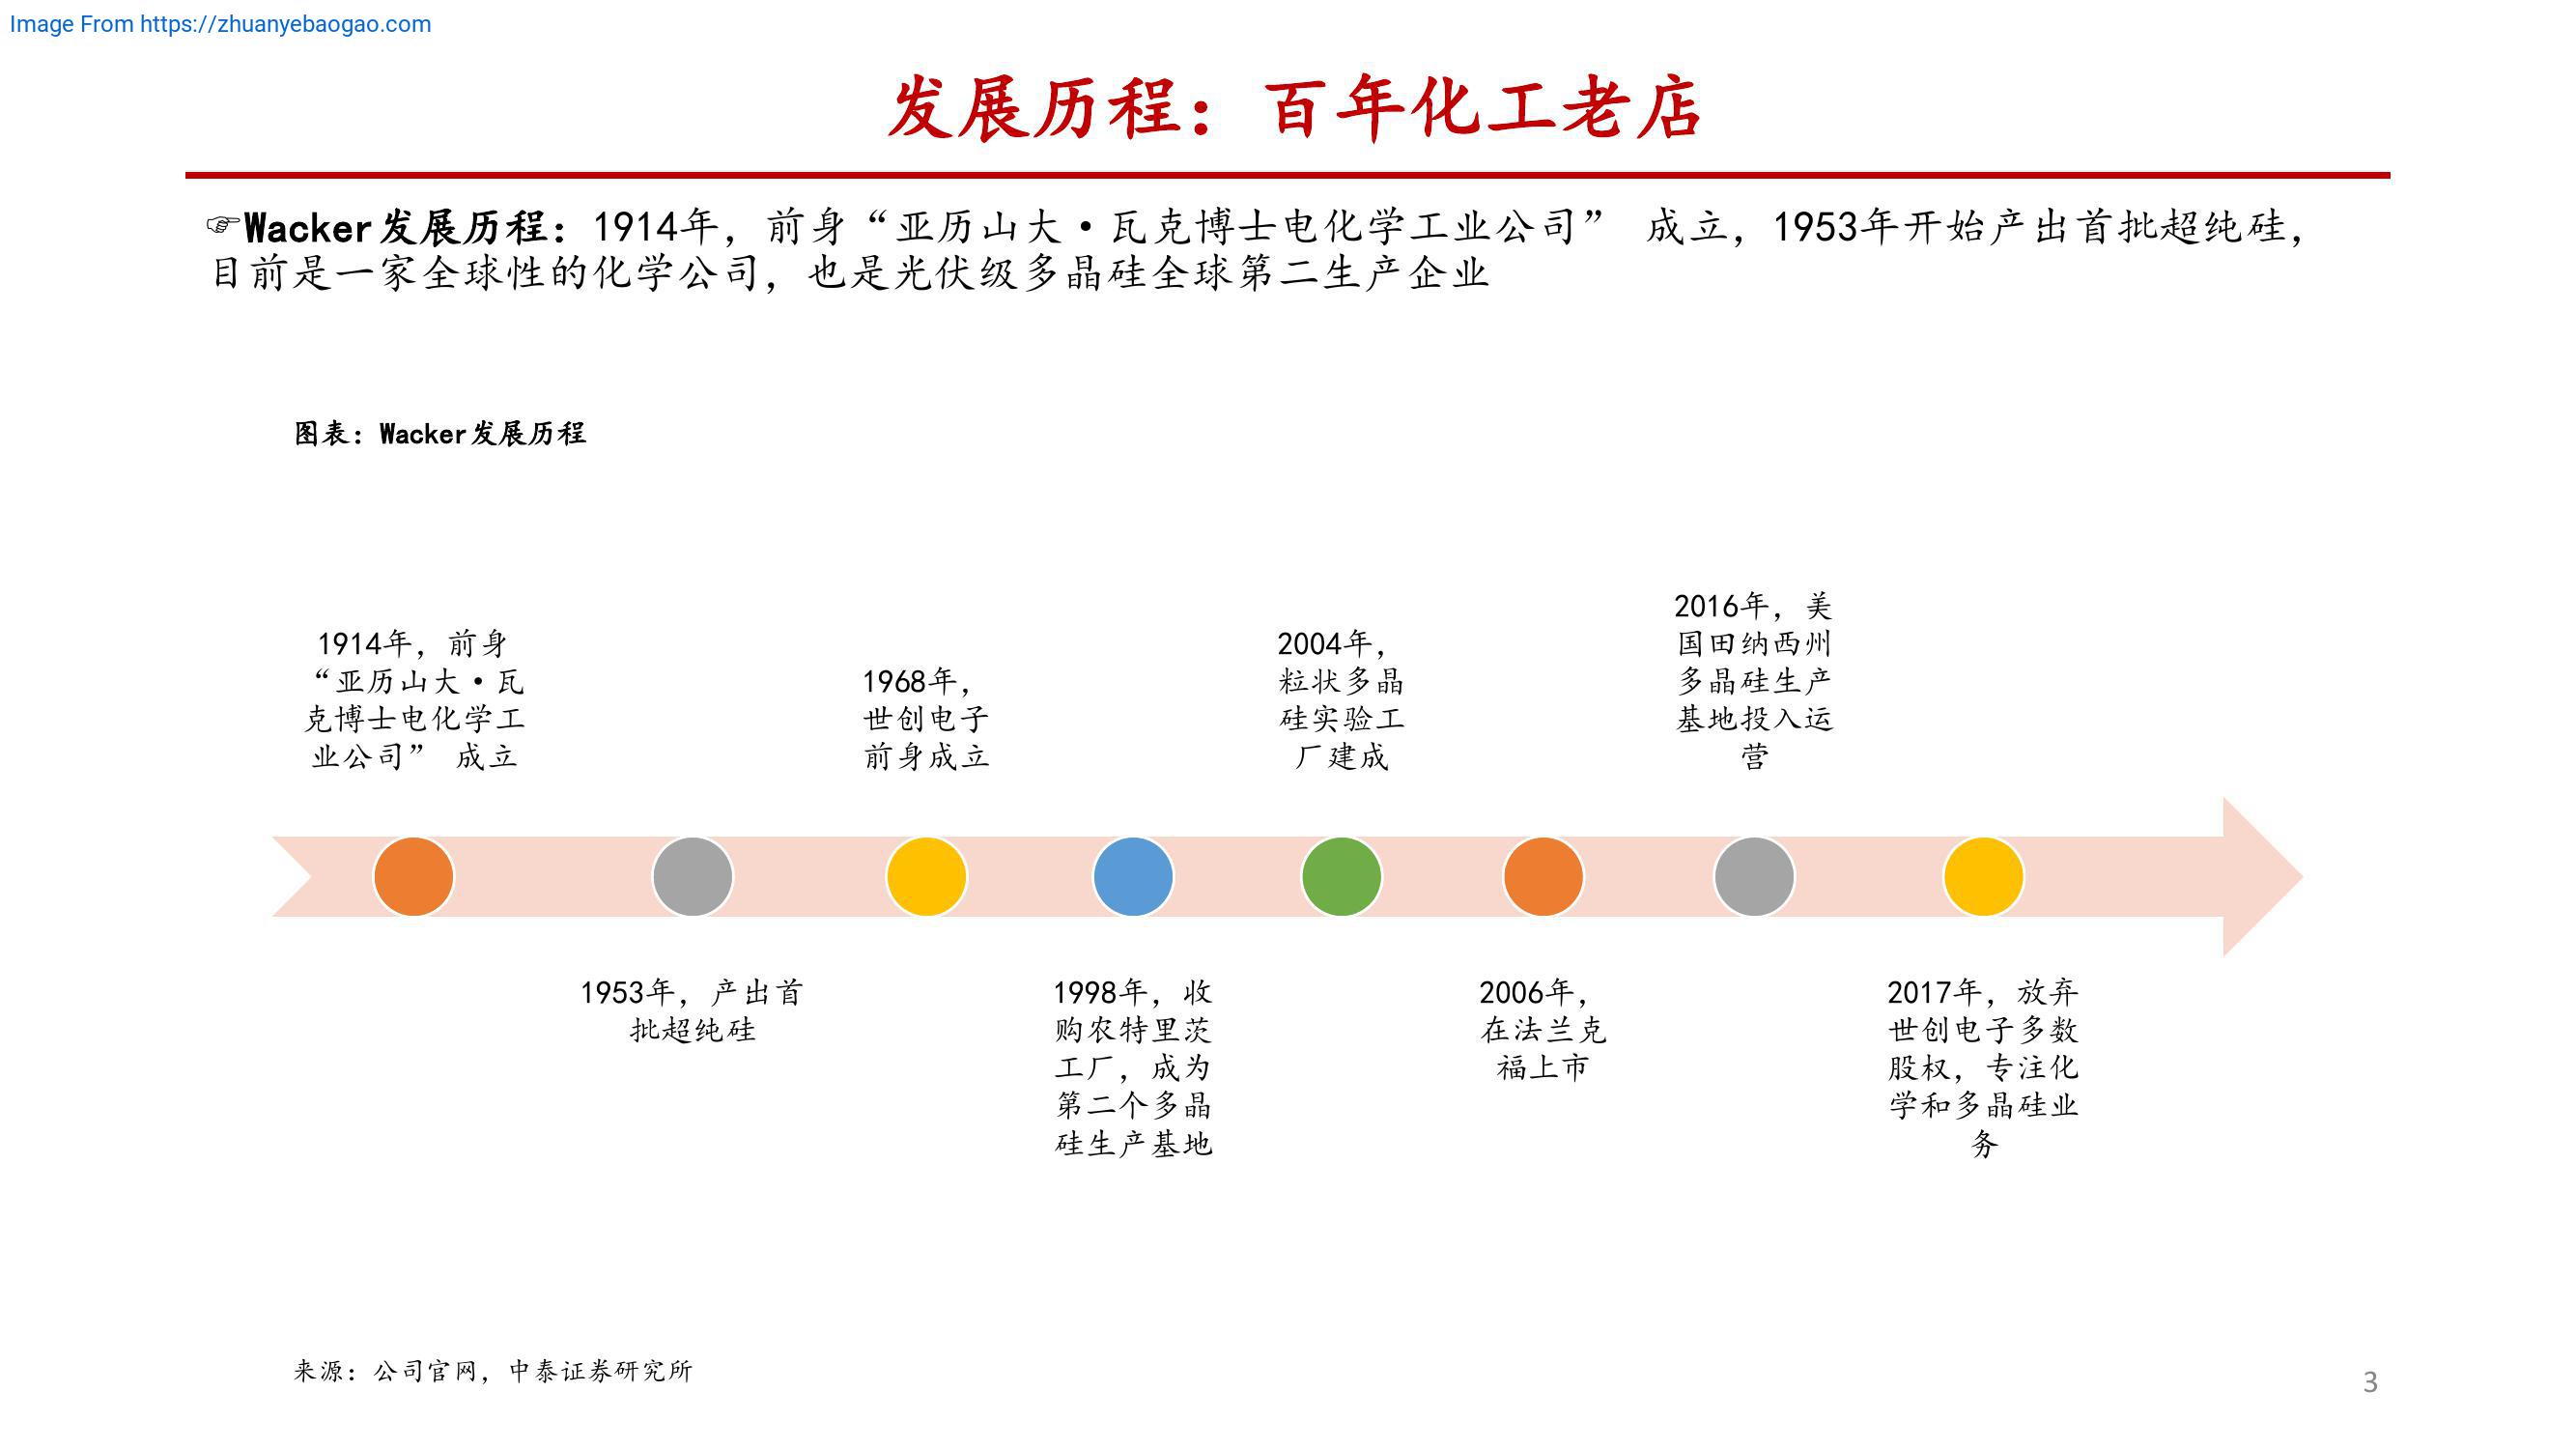 Image From https://zhuanyebaogao.com
发展历程：百年化工老店
☞Wacker发展历程：1914年，前身“亚历山大·瓦克博士电化学工业公司” 成立，1953年开始产出首批超纯硅，
目前是一家全球性的化学公司，也是光伏级多晶硅全球第二生产企业
图表：Wacker发展历程
1914年，前身
“亚历山大·瓦
克博士电化学工
业公司” 成立
1953年，产出首
批超纯硅
1968年，
世创电子
前身成立
1998年，收
购农特里茨
工厂，成为
第二个多晶
硅生产基地
2004年，
粒状多晶
硅实验工
厂建成
2006年，
在法兰克
福上市
2016年，美
国田纳西州
多晶硅生产
基地投入运
营
2017年，放弃
世创电子多数
股权，专注化
学和多晶硅业
务
来源：公司官网，中泰证券研究所
3